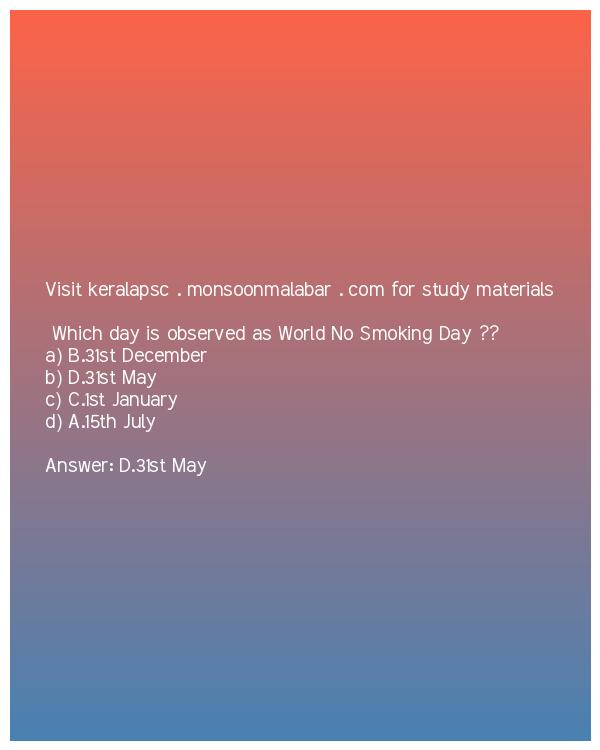 Visit keralapsc . monsoonmalabar . com for study materials
Which day is observed as World No Smoking Day ??
a) B.31st December
b) D.31st May
c) C.1st January
d) A.15th July
Answer: D.31st May